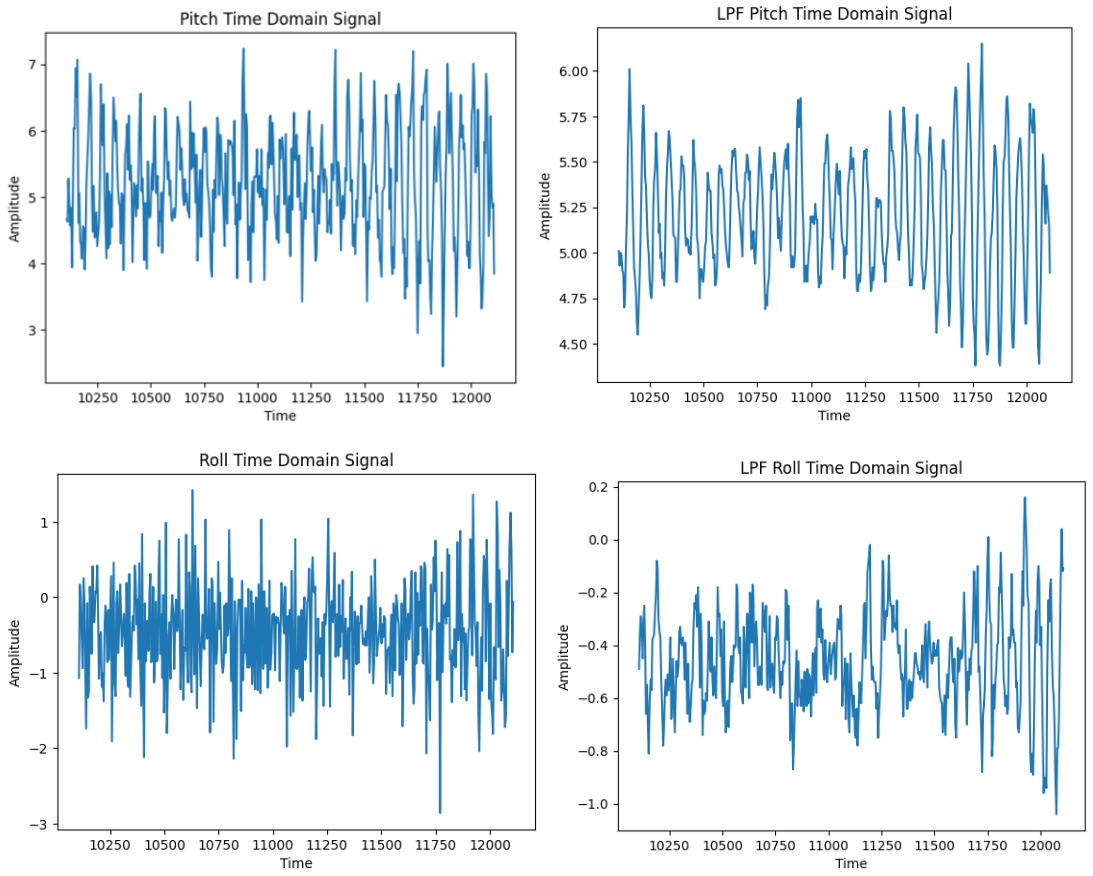 Pitch Time Domain Signal
7
6
5
4
3
Amplitude
10250 10500 10750 11000 11250 11500 11750 12000
Time
LPF Pitch Time Domain Signal
6.00
5.75
5.50
5.25
5.00
4.75
4.50
Amplitude
10250 10500 10750 11000 11250 11500 11750 12000
Time
Roll Time Domain Signal
1
0
−1
−2
−3
Amplitude
10250 10500 10750 11000 11250 11500 11750 12000
Time
LPF Roll Time Domain Signal
0.2
0.0
−0.2
−0.4
−0.6
−0.8
−1.0
Amplitude
10250 10500 10750 11000 11250 11500 11750 12000
Time